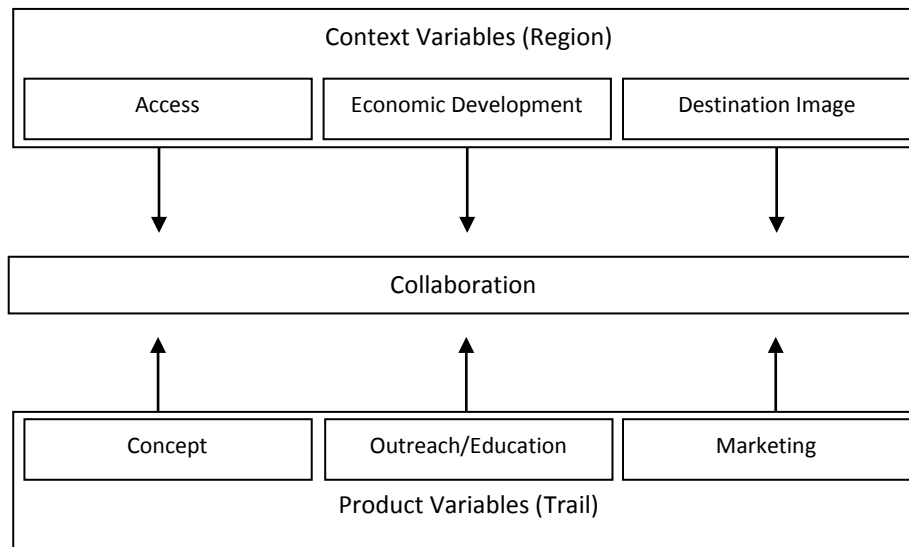 Context Variables (Region)
Access
Economic Development
Destination Image
Collaboration
Concept
Outreach/Education
Marketing
Product Variables (Trail)